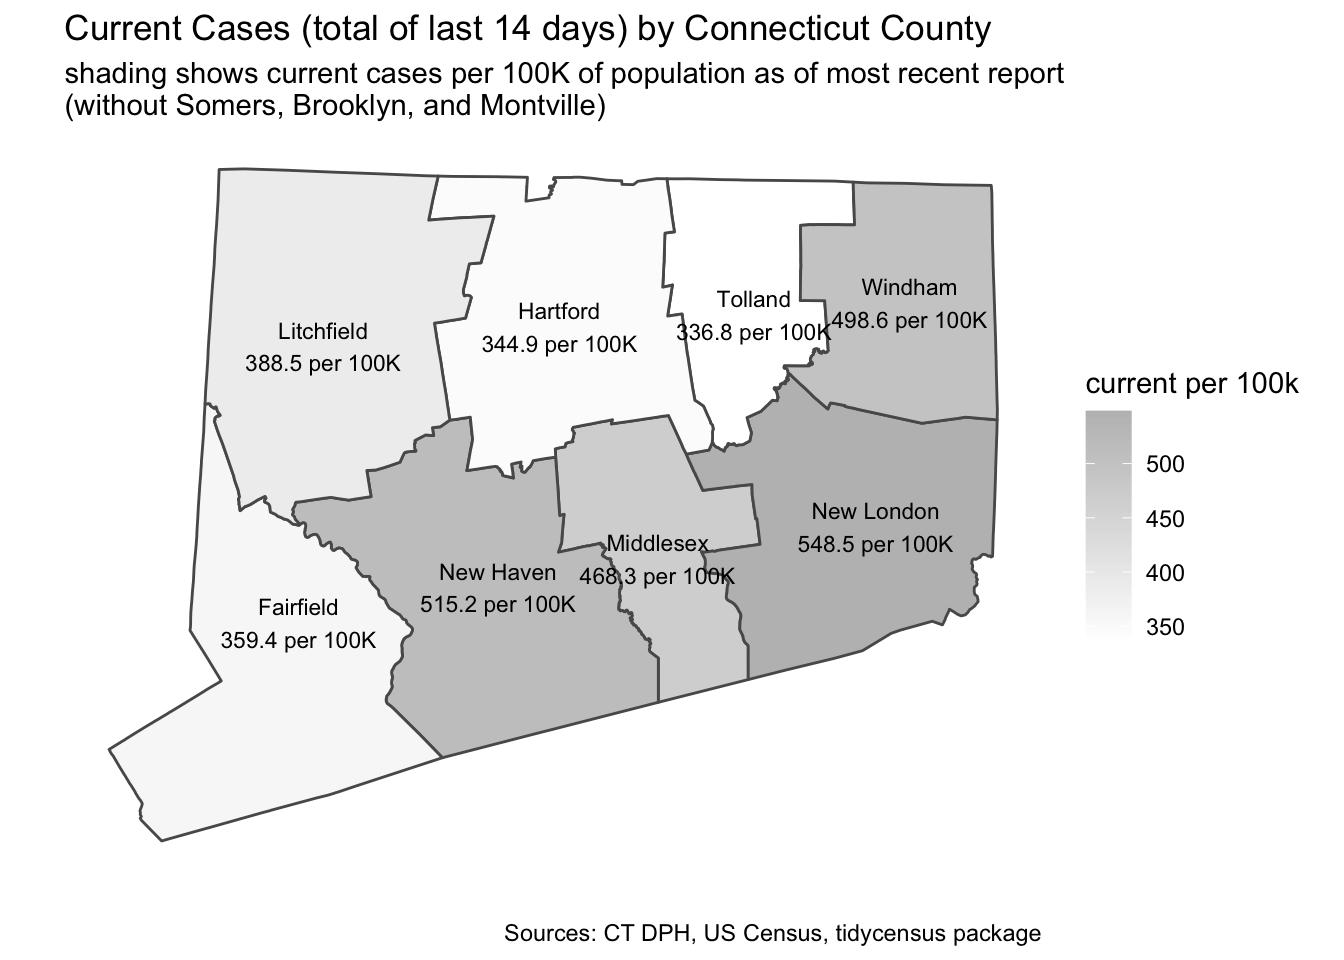 Current Cases (total of last 14 days) by Connecticut County
shading shows current cases per 100K of population as of most recent report
(without Somers, Brooklyn, and Montville)
Litchfield
388.5 per 100K
Hartford
344.9 per 100K
Tolland
336.8 per 100K
Windham
498.6 per 100K
Fairfield
359.4 per 100K
New Haven
515.2 per 100K
Middlesex
468.3 per 100K
New London
548.5 per 100K
current per 100k
500
450
400
350
Sources: CT DPH, US Census, tidycensus package